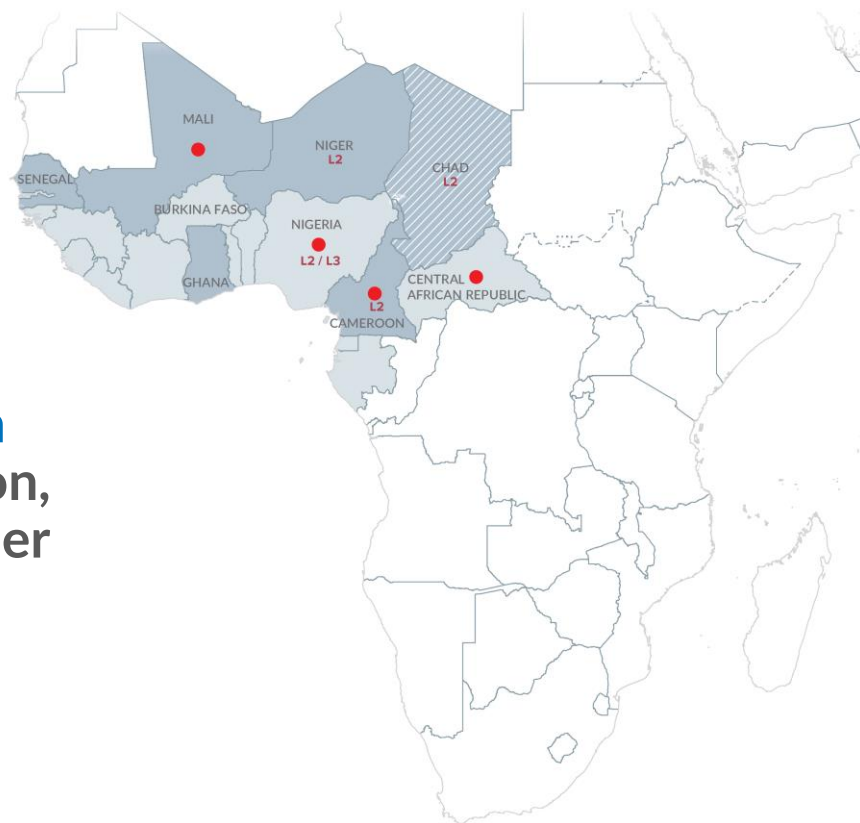 MALI
NIGER
L2
CHAD
L2
SENEGAL
BURKINA FASO
NIGERIA
L2 / L3
GHANA
CENTRAL
AFRICAN REPUBLIC
L2
CAMEROON
on,
er